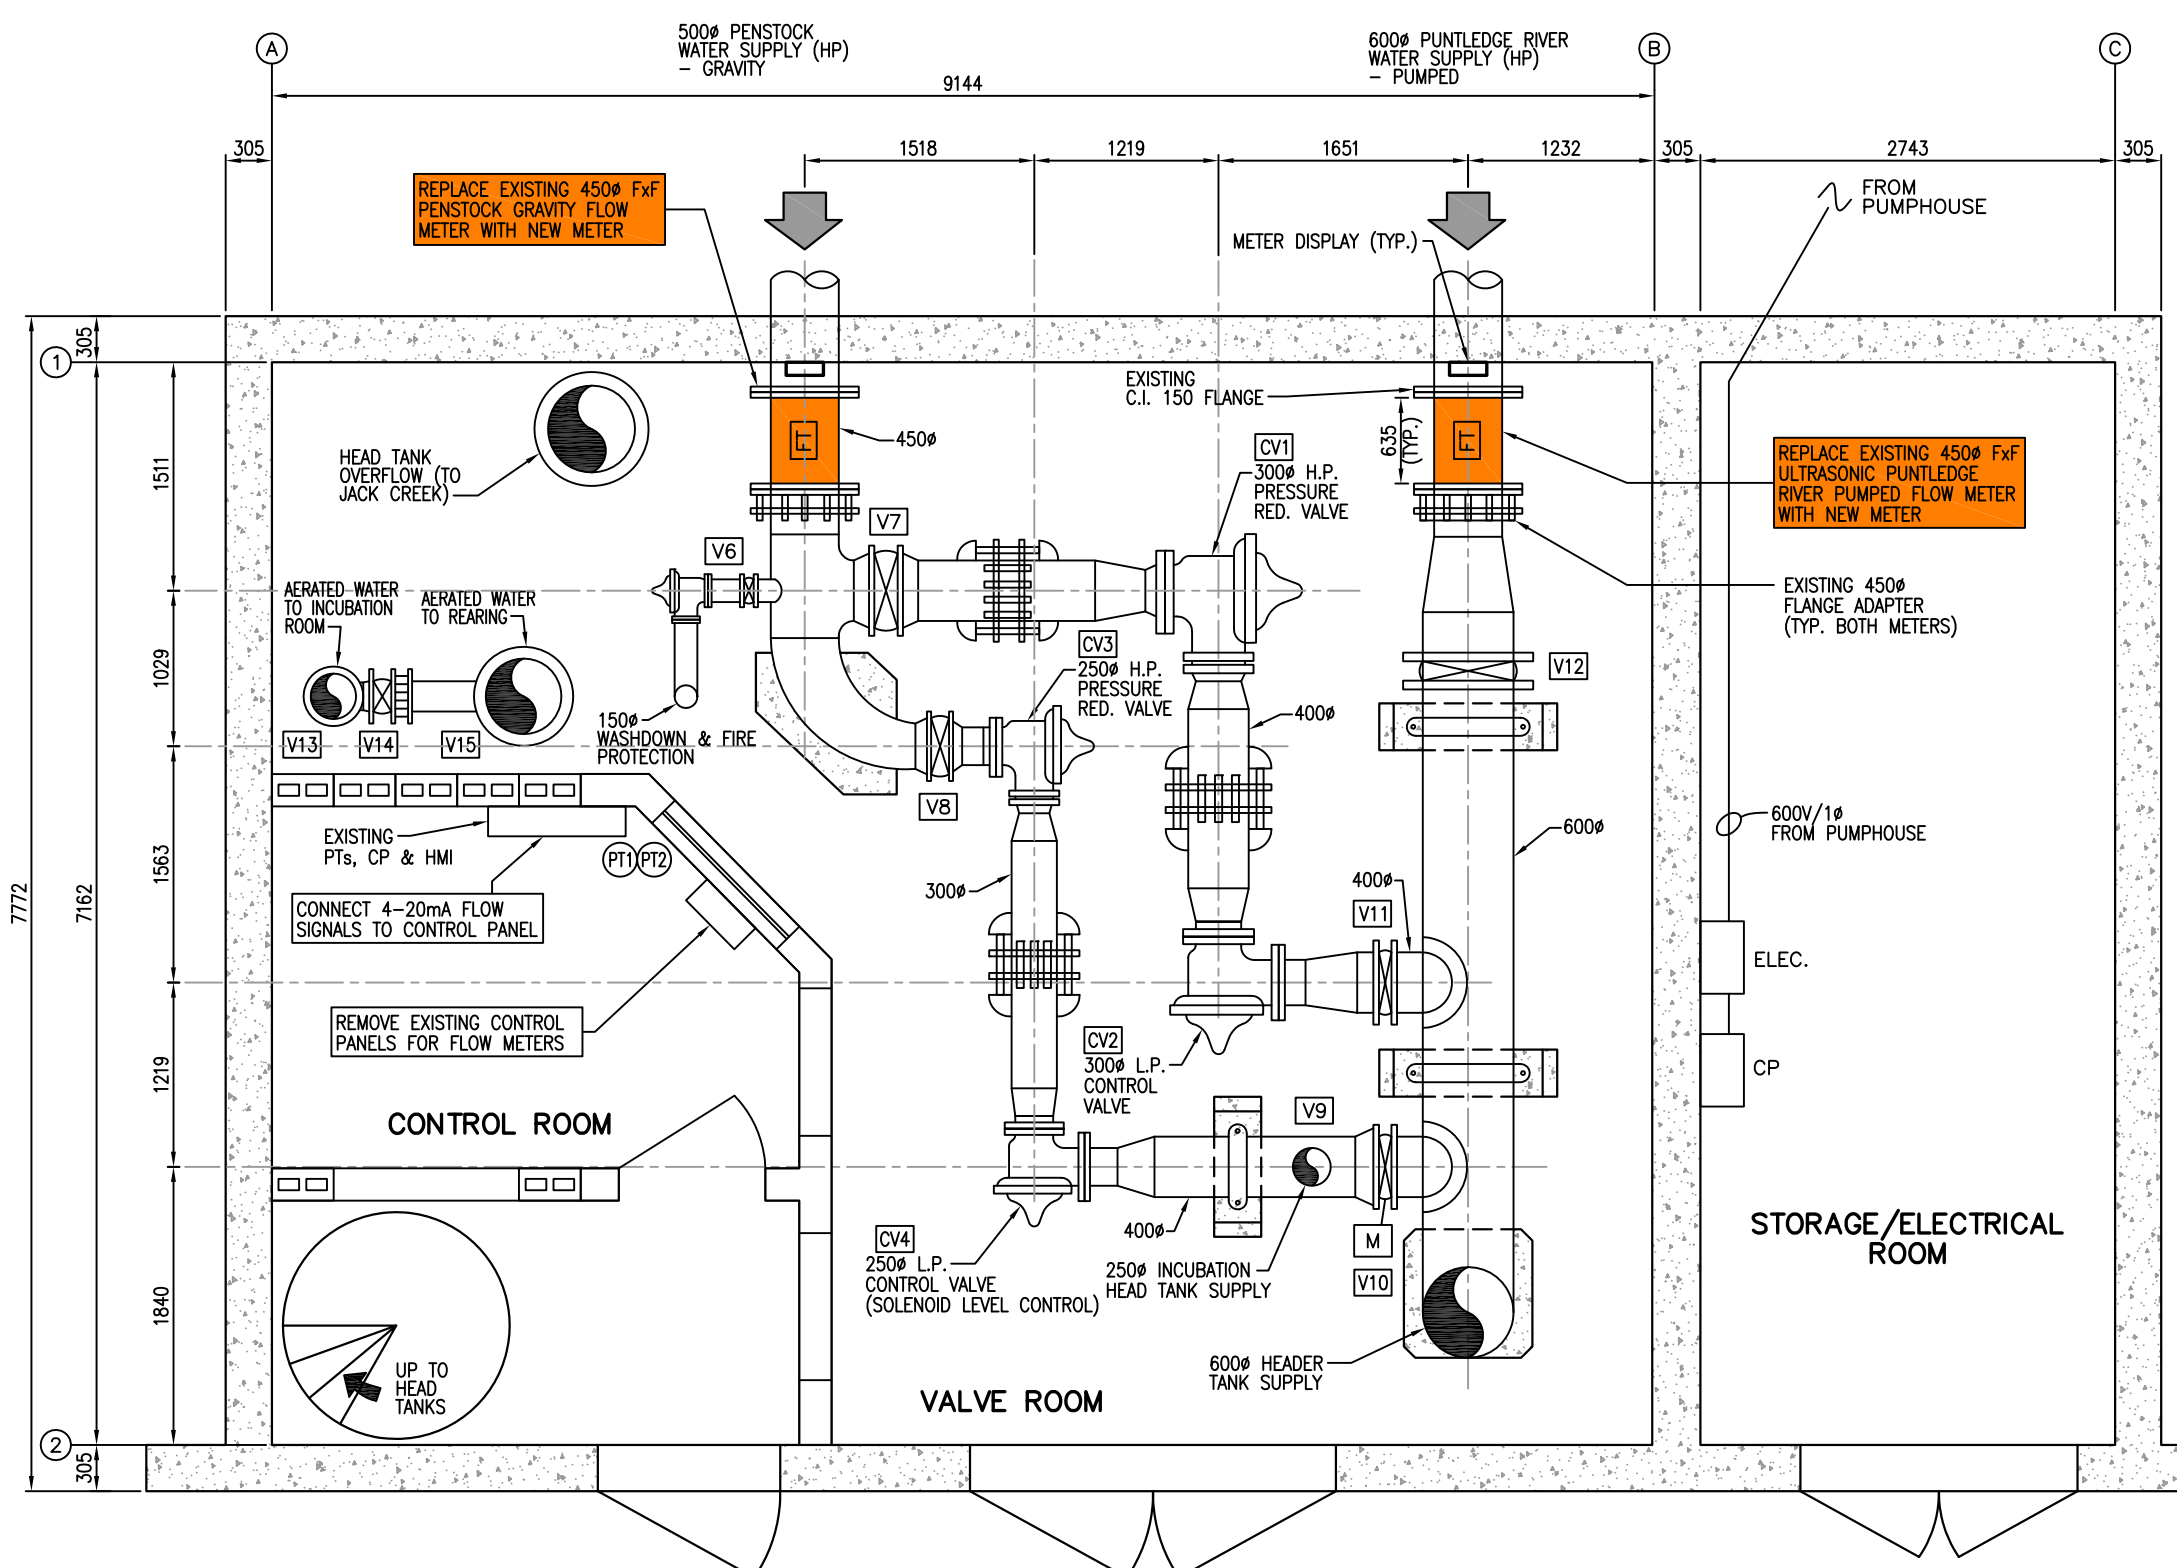 A
500ø PENSTOCK
WATER SUPPLY (HP)
- GRAVITY
600ø PUNTLEDGE RIVER
WATER SUPPLY (HP)
- PUMPED
B
C
9144
305
1518
1219
1651
1232
305
2743
305
REPLACE EXISTING 450ø FxF
PENSTOCK GRAVITY FLOW
METER WITH NEW METER
METER DISPLAY (TYP.)
FROM
PUMPHOUSE
305
1
EXISTING
C.I. 150 FLANGE
HEAD TANK
OVERFLOW (TO
JACK CREEK)
FT
450ø
635
(TYP.)
FT
CV1
300ø H.P.
PRESSURE
RED. VALVE
REPLACE EXISTING 450ø FxF
ULTRASONIC PUNTLEDGE
RIVER PUMPED FLOW METER
WITH NEW METER
1511
V7
V6
AERATED WATER
TO INCUBATION
ROOM
AERATED WATER
TO REARING
EXISTING 450ø
FLANGE ADAPTER
(TYP. BOTH METERS)
CV3
250ø H.P.
PRESSURE
RED. VALVE
V12
1029
150ø
WASHDOWN & FIRE
PROTECTION
400ø
V13
V14
V15
V8
EXISTING
PTs, CP & HMI
PT1
PT2
600V/1ø
FROM PUMPHOUSE
600ø
1563
7772
7162
300ø
400ø
V11
CONNECT 4-20mA FLOW
SIGNALS TO CONTROL PANEL
ELEC.
REMOVE EXISTING CONTROL
PANELS FOR FLOW METERS
CV2
300ø L.P.
CONTROL
VALVE
1219
CP
CONTROL ROOM
V9
CV4
250ø L.P.
CONTROL VALVE
(SOLENOID LEVEL CONTROL)
400ø
250ø INCUBATION
HEAD TANK SUPPLY
M
V10
STORAGE/ELECTRICAL
ROOM
1840
UP TO
HEAD
TANKS
600ø HEADER
TANK SUPPLY
VALVE ROOM
2
305